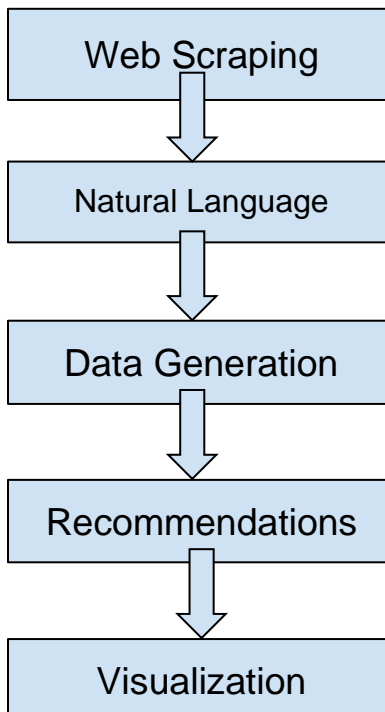 Web Scraping
Natural Language
Data Generation
Recommendations
Visualization